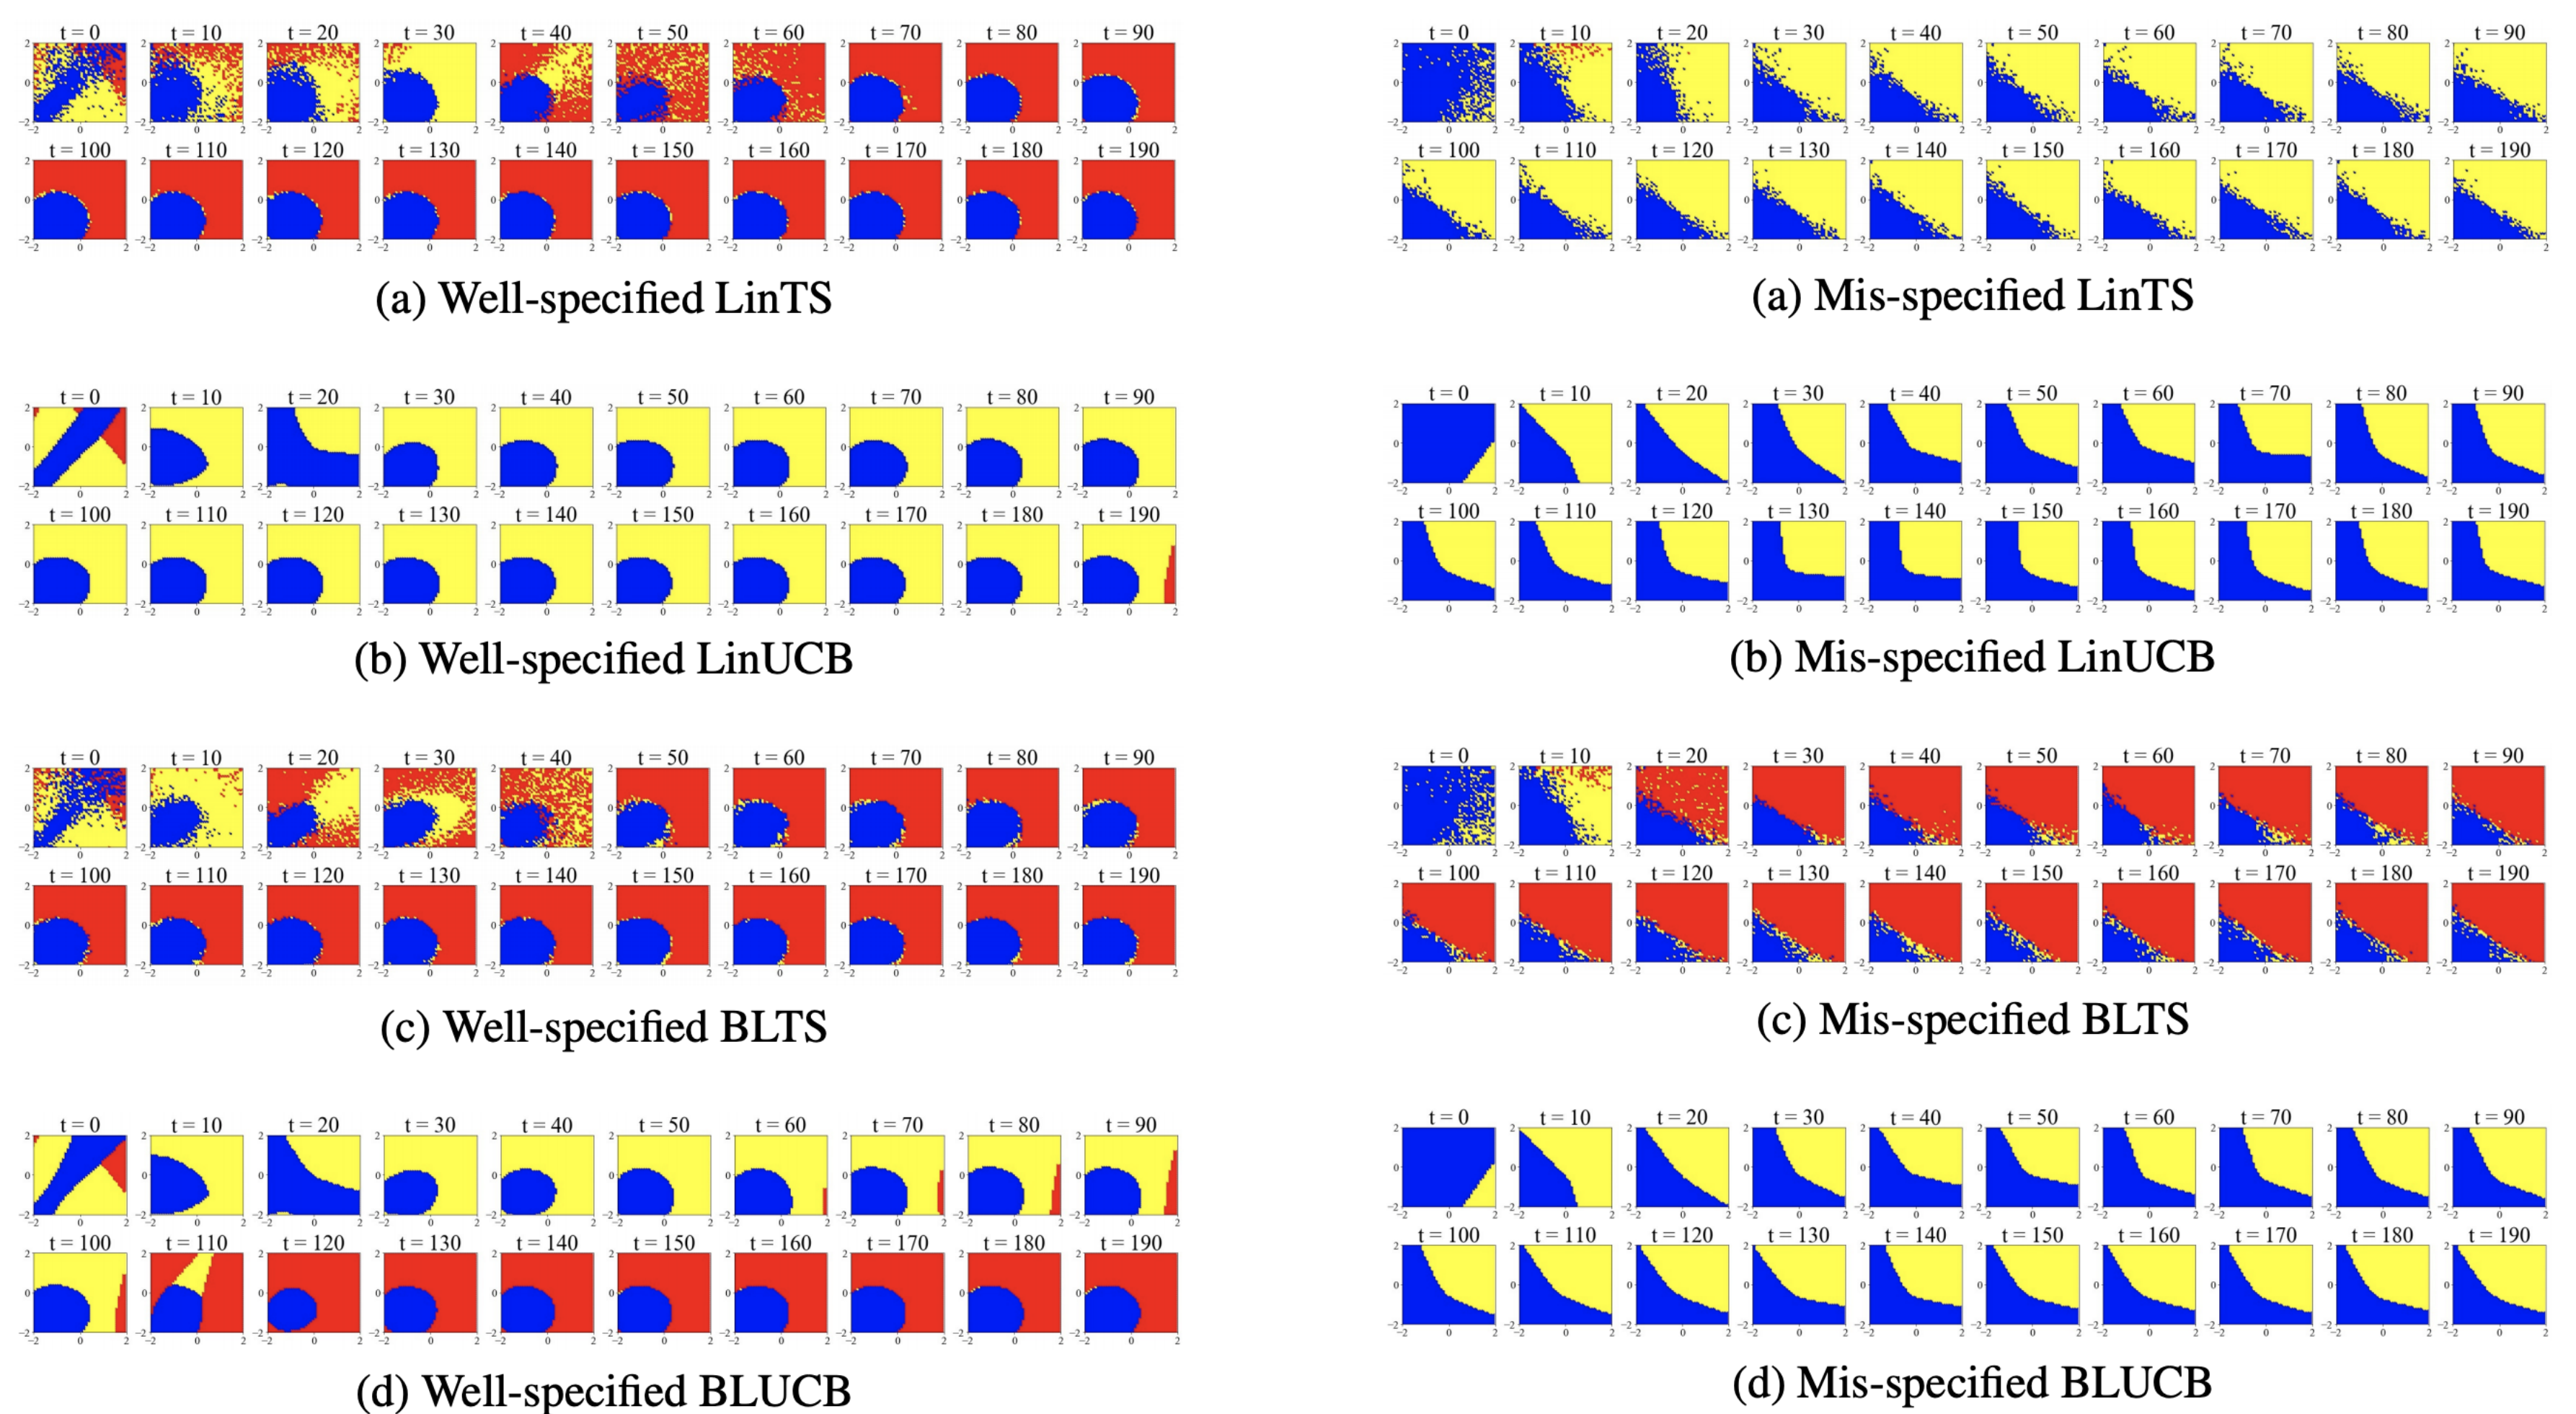 t = 0 t = 10 t = 20 t = 30 t = 40 t = 50 t = 60 t = 70 t = 80 t = 90
t = 100 t = 110 t = 120 t = 130 t = 140 t = 150 t = 160 t = 170 t = 180 t = 190
(a) Well-specified LinTS
t = 0 t = 10 t = 20 t = 30 t = 40 t = 50 t = 60 t = 70 t = 80 t = 90
t = 100 t = 110 t = 120 t = 130 t = 140 t = 150 t = 160 t = 170 t = 180 t = 190
(b) Well-specified LinUCB
t = 0 t = 10 t = 20 t = 30 t = 40 t = 50 t = 60 t = 70 t = 80 t = 90
t = 100 t = 110 t = 120 t = 130 t = 140 t = 150 t = 160 t = 170 t = 180 t = 190
(c) Well-specified BLTS
t = 0 t = 10 t = 20 t = 30 t = 40 t = 50 t = 60 t = 70 t = 80 t = 90
t = 100 t = 110 t = 120 t = 130 t = 140 t = 150 t = 160 t = 170 t = 180 t = 190
(d) Well-specified BLUCB
t = 0 t = 10 t = 20 t = 30 t = 40 t = 50 t = 60 t = 70 t = 80 t = 90
t = 100 t = 110 t = 120 t = 130 t = 140 t = 150 t = 160 t = 170 t = 180 t = 190
(a) Mis-specified LinTS
t = 0 t = 10 t = 20 t = 30 t = 40 t = 50 t = 60 t = 70 t = 80 t = 90
t = 100 t = 110 t = 120 t = 130 t = 140 t = 150 t = 160 t = 170 t = 180 t = 190
(b) Mis-specified LinUCB
t = 0 t = 10 t = 20 t = 30 t = 40 t = 50 t = 60 t = 70 t = 80 t = 90
t = 100 t = 110 t = 120 t = 130 t = 140 t = 150 t = 160 t = 170 t = 180 t = 190
(c) Mis-specified BLTS
t = 0 t = 10 t = 20 t = 30 t = 40 t = 50 t = 60 t = 70 t = 80 t = 90
t = 100 t = 110 t = 120 t = 130 t = 140 t = 150 t = 160 t = 170 t = 180 t = 190
(d) Mis-specified BLUCB